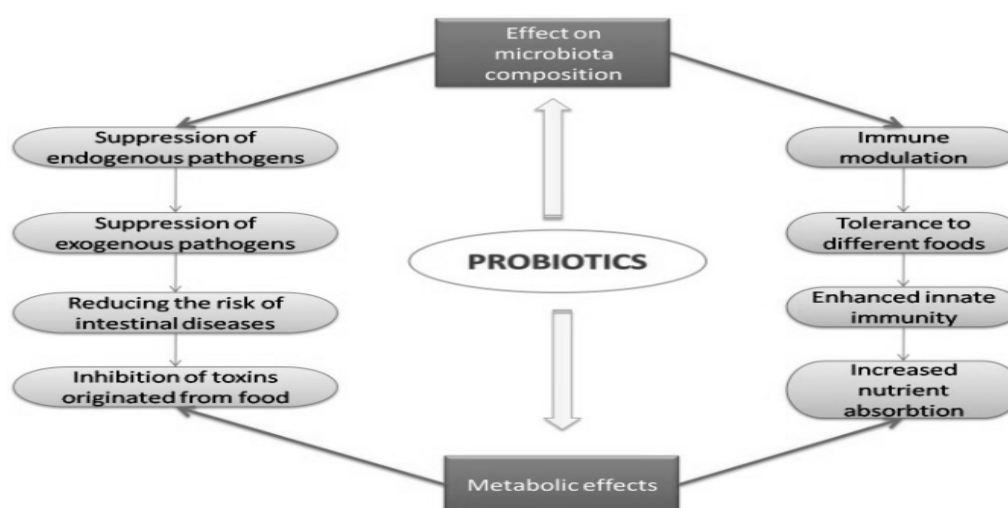 Effect on
microbiota
composition
Suppression of
endogenous pathogens
Immune
modulation
Suppression of
exogenous pathogens
Tolerance to
different foods
PROBIOTICS
Reducing the risk of
intestinal diseases
Enhanced innate
immunity
Inhibition of toxins
originated from food
Increased
nutrient
absorbtion
Metabolic effects